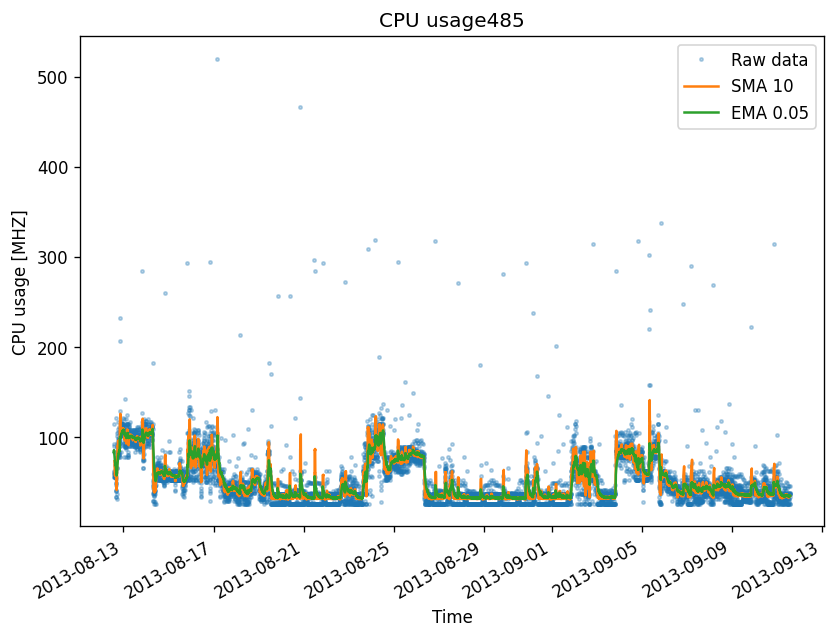 CPU usage485
Raw data
SMA 10
EMA 0.05
CPU usage [MHZ]
500
400
300
200
100
2013-08-13
2013-08-17
2013-08-21
2013-08-25
2013-08-29
2013-09-01
2013-09-05
2013-09-09
2013-09-13
Time